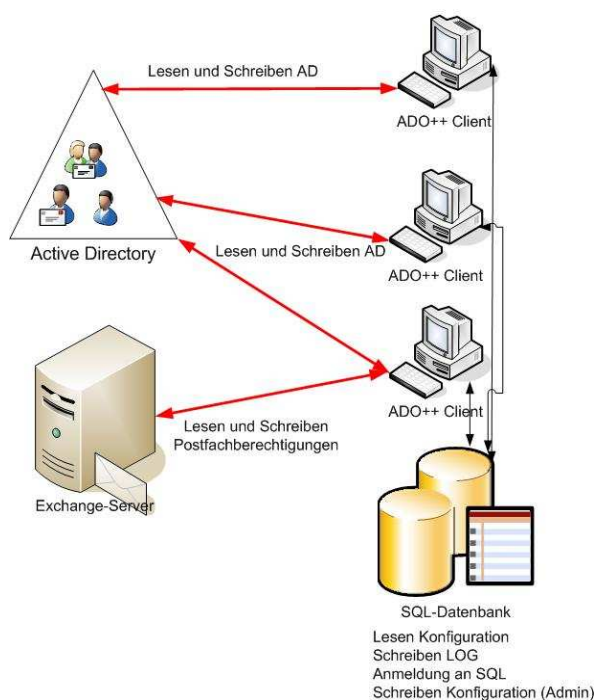 Lesen und Schreiben AD
ADO++ Client
Active Directory
Lesen und Schreiben AD
ADO++ Client
Lesen und Schreiben
Postfachberechtigungen
ADO++ Client
Exchange-Server
SQL-Datenbank
Lesen Konfiguration
Schreiben LOG
Anmeldung an SQL
Schreiben Konfiguration (Admin)